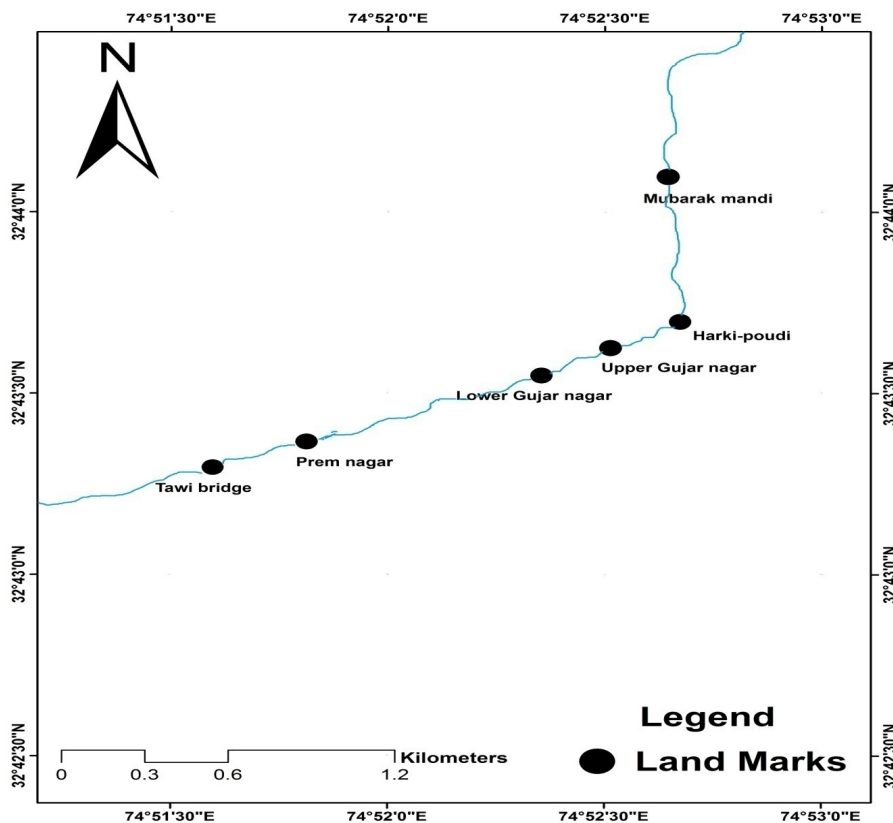 74°51'30"E 74°52'0"E 74°52'30"E 74°53'0"E
N
32°44'0"N 32°44'0"N
32°43'30"N 32°43'30"N
32°43'0"N 32°43'0"N
32°42'30"N 32°42'30"N
Mubarak mandi
Harki-poudi
Upper Gujar nagar
Lower Gujar nagar
Prem nagar
Tawi bridge
Legend
Land Marks
Kilometers
0 0.3 0.6 1.2
74°51'30"E 74°52'0"E 74°52'30"E 74°53'0"E